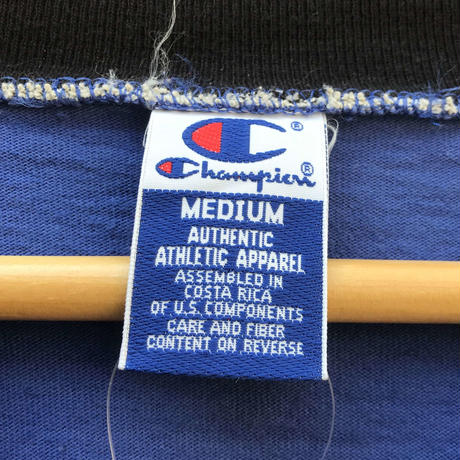 ®
Champion®
MEDIUM
AUTHENTIC
ATHLETIC APPAREL
ASSEMBLED IN
COSTA RICA
OF U.S. COMPONENTS
CARE AND FIBER
CONTENT ON REVERSE